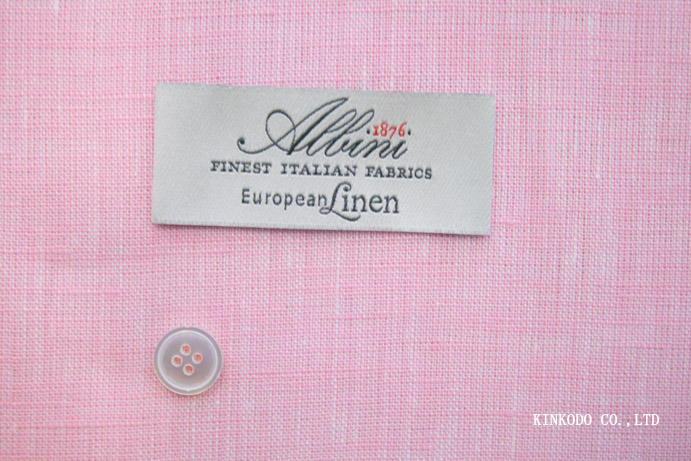 Albini
·1876·
FINEST ITALIAN FABRICS
European Linen
KINKODO CO.,LTD